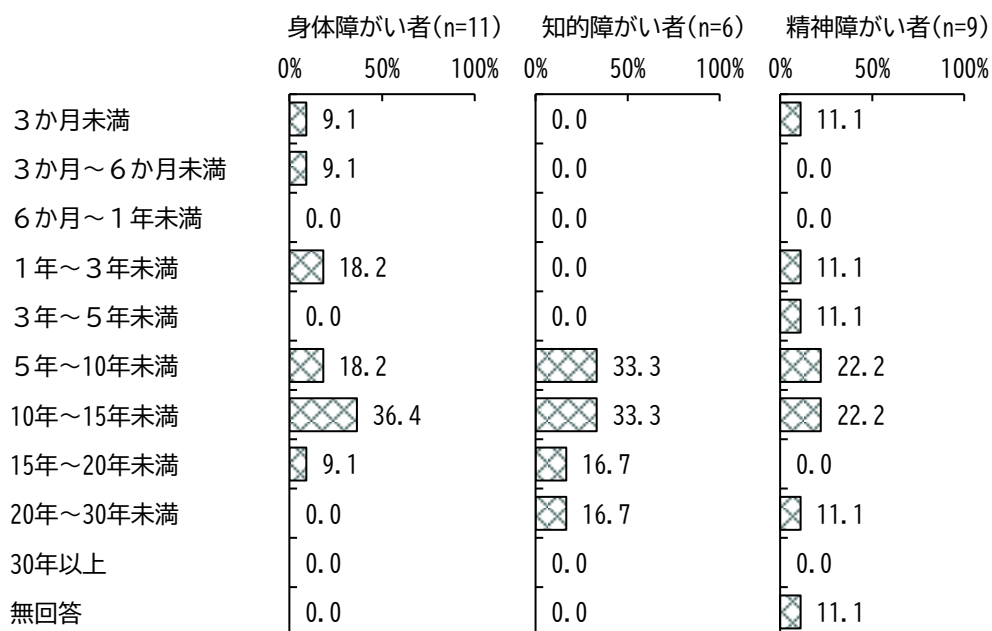 身体障がい者(n=11) 知的障がい者(n=6) 精神障がい者(n=9)
0% 50% 100% 0% 50% 100% 0% 50% 100%
３か月未満 9.1 0.0 11.1
３か月～６か月未満 9.1 0.0 0.0
６か月～１年未満 0.0 0.0 0.0
１年～３年未満 18.2 0.0 11.1
３年～５年未満 0.0 0.0 11.1
５年～10年未満 18.2 33.3 22.2
10年～15年未満 36.4 33.3 22.2
15年～20年未満 9.1 16.7 0.0
20年～30年未満 0.0 16.7 11.1
30年以上 0.0 0.0 0.0
無回答 0.0 0.0 11.1